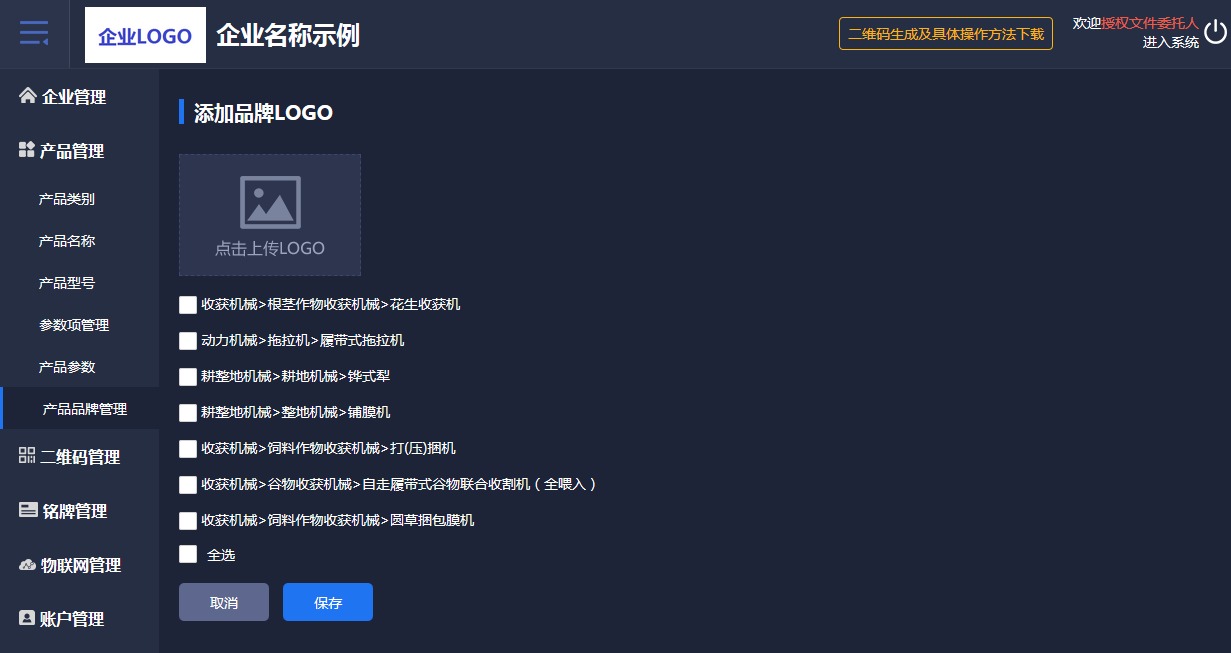 企业LOGO
企业名称示例
二维码生成及具体操作方法下载
欢迎授权文件委托人
进入系统
企业管理
产品管理
产品类别
产品名称
产品型号
参数项管理
产品参数
产品品牌管理
二维码管理
铭牌管理
物联网管理
账户管理
添加品牌LOGO
点击上传LOGO
收获机械>根茎作物收获机械>花生收获机
动力机械>拖拉机>履带式拖拉机
耕整地机械>耕地机械>铧式犁
耕整地机械>整地机械>铺膜机
收获机械>饲料作物收获机械>打(压)捆机
收获机械>谷物收获机械>自走履带式谷物联合收割机（全喂入）
收获机械>饲料作物收获机械>圆草捆包膜机
全选
取消
保存